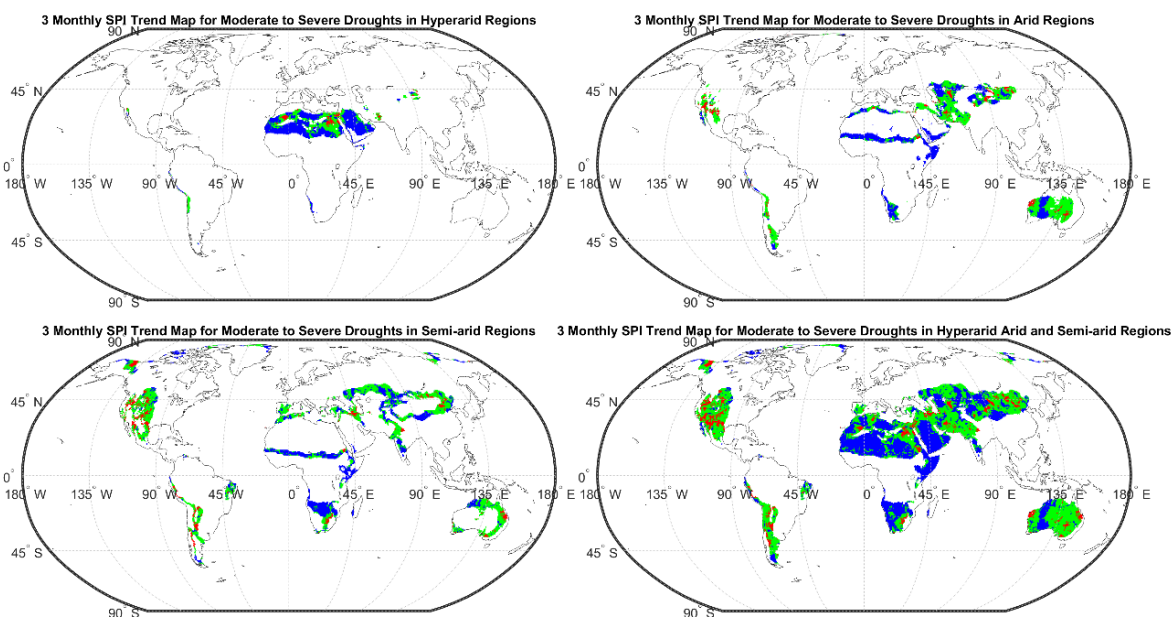 3 Monthly SPI Trend Map for Moderate to Severe Droughts in Hyperarid Regions
90° N
45° N
0°
180° W 135° W 90° W 45° W 0 45° E 90° E 135° E 180° E
45° S
90° S
3 Monthly SPI Trend Map for Moderate to Severe Droughts in Arid Regions
90° N
45° N
0°
180° W 135° W 90° W 45° W 0 45° E 90° E 135° E 180° E
45° S
90° S
3 Monthly SPI Trend Map for Moderate to Severe Droughts in Semi-arid Regions
90° N
45° N
0°
180° W 135° W 90° W 45° W 0 45° E 90° E 135° E 180° E
45° S
90° S
3 Monthly SPI Trend Map for Moderate to Severe Droughts in Hyperarid Arid and Semi-arid Regions
90° N
45° N
0°
180° W 135° W 90° W 45° W 0 45° E 90° E 135° E 180° E
45° S
90° S